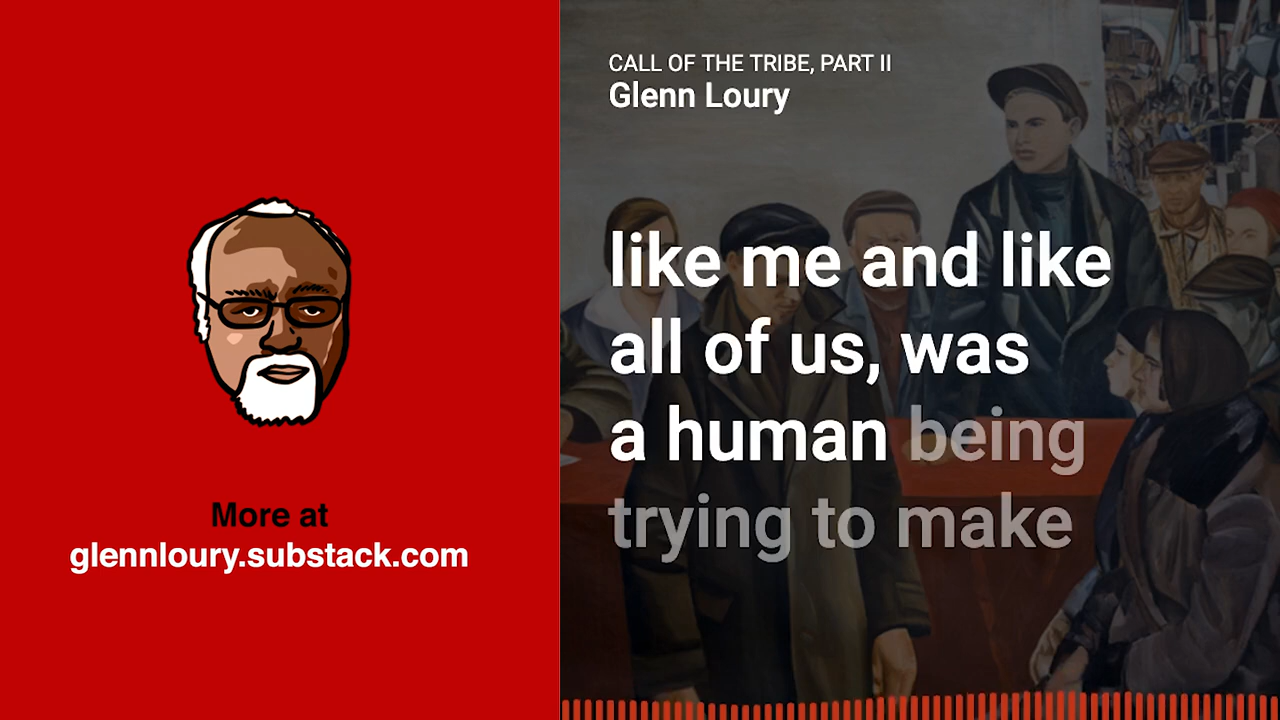 More at
glennloury.substack.com
CALL OF THE TRIBE, PART II
Glenn Loury
like me and like
all of us, was
a human being
trying to make